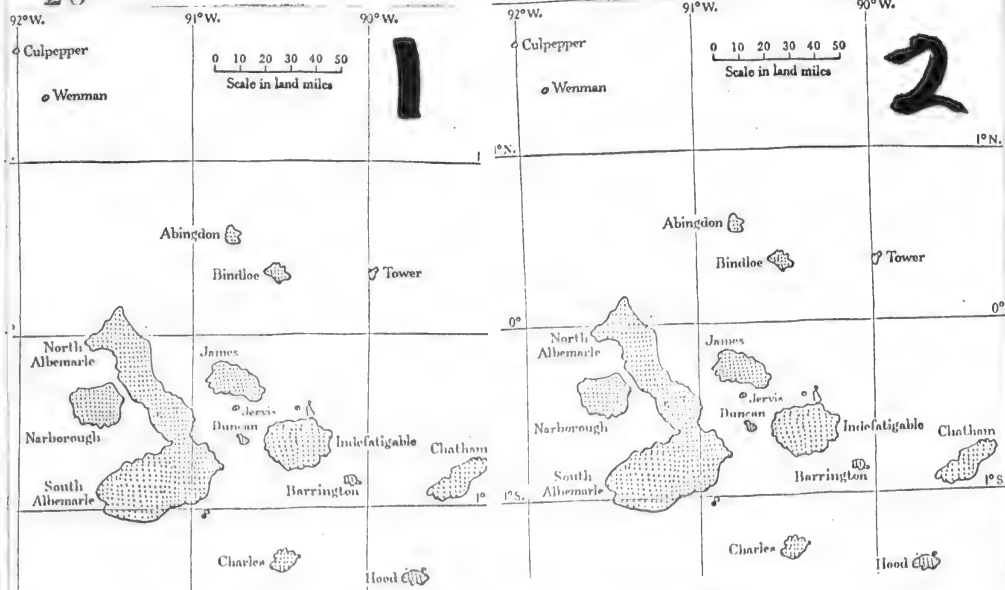 92°W.
91°W.
90°W.
Culpepper
0 10 20 30 40 50
Scale in land miles
1
Wenman
Abingdon
Bindloe
Tower
North
Albemarle
James
Narborough
Jervis
Duncan
Indefatigable
Chatham
South
Albemarle
Barrington
1°
Charles
Hood
92°W.
91°W.
90°W.
Culpepper
0 10 20 30 40 50
Scale in land miles
2
Wenman
1°N.
1°N.
Abingdon
Bindloe
Tower
0°
0°
North
Albemarle
James
Narborough
Jervis
Duncan
Indefatigable
Chatham
South
Albemarle
Barrington
1°S.
1°S
Charles
Hood